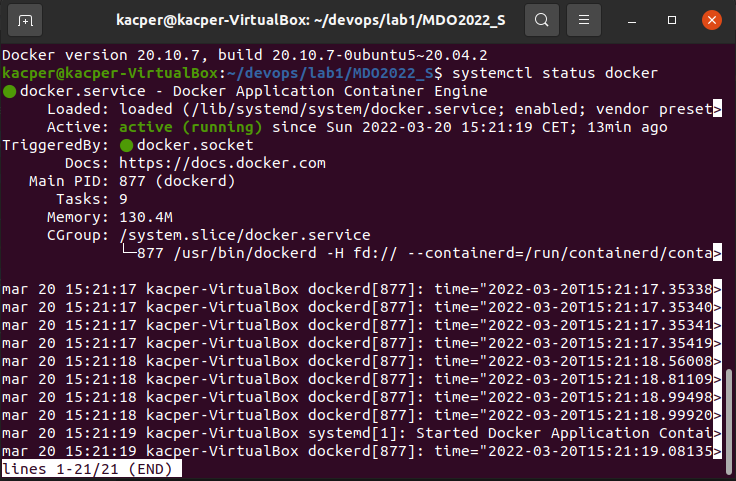 kacper@kacper-VirtualBox: ~/devops/lab1/MDO2022_S
Docker version 20.10.7, build 20.10.7-0ubuntu5~20.04.2
kacper@kacper-VirtualBox:~/devops/lab1/MDO2022_S$ systemctl status docker
● docker.service - Docker Application Container Engine
     Loaded: loaded (/lib/systemd/system/docker.service; enabled; vendor preset>
     Active: active (running) since Sun 2022-03-20 15:21:19 CET; 13min ago
TriggeredBy: ● docker.socket
       Docs: https://docs.docker.com
   Main PID: 877 (dockerd)
      Tasks: 9
     Memory: 130.4M
     CGroup: /system.slice/docker.service
             └─877 /usr/bin/dockerd -H fd:// --containerd=/run/containerd/conta>
mar 20 15:21:17 kacper-VirtualBox dockerd[877]: time="2022-03-20T15:21:17.35338>
mar 20 15:21:17 kacper-VirtualBox dockerd[877]: time="2022-03-20T15:21:17.35340>
mar 20 15:21:17 kacper-VirtualBox dockerd[877]: time="2022-03-20T15:21:17.35341>
mar 20 15:21:17 kacper-VirtualBox dockerd[877]: time="2022-03-20T15:21:17.35419>
mar 20 15:21:18 kacper-VirtualBox dockerd[877]: time="2022-03-20T15:21:18.56008>
mar 20 15:21:18 kacper-VirtualBox dockerd[877]: time="2022-03-20T15:21:18.81109>
mar 20 15:21:18 kacper-VirtualBox dockerd[877]: time="2022-03-20T15:21:18.99498>
mar 20 15:21:18 kacper-VirtualBox dockerd[877]: time="2022-03-20T15:21:18.99920>
mar 20 15:21:19 kacper-VirtualBox systemd[1]: Started Docker Application Contai>
mar 20 15:21:19 kacper-VirtualBox dockerd[877]: time="2022-03-20T15:21:19.08135>
lines 1-21/21 (END)